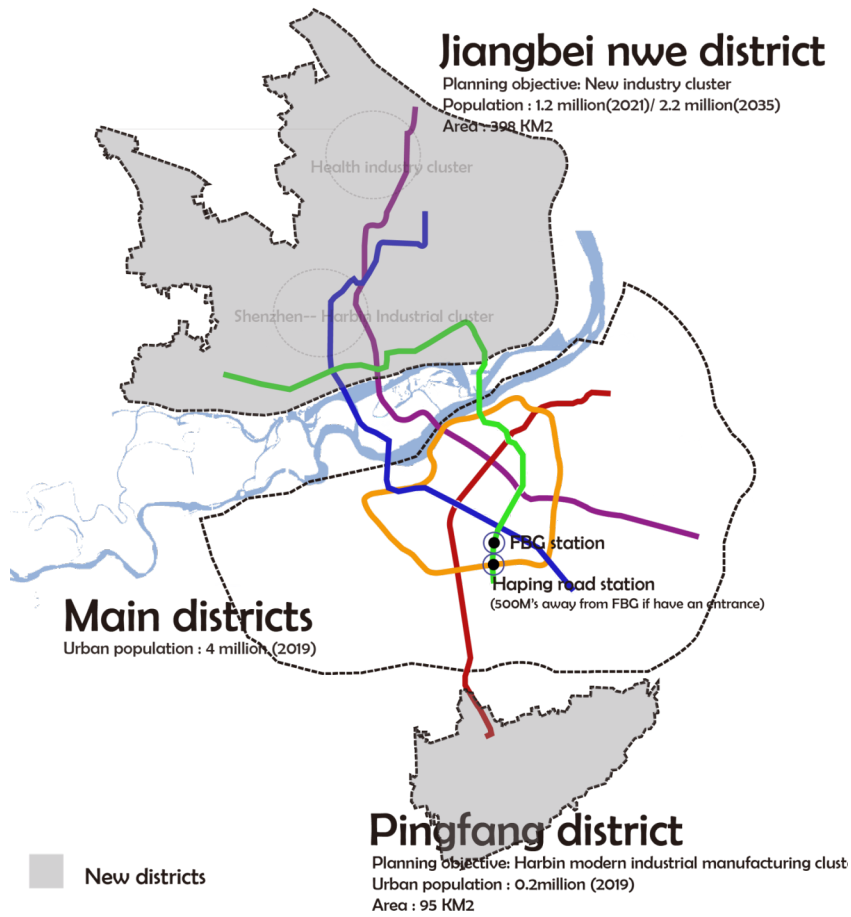 Jiangbei nwe district
Planning objective: New industry cluster
Population : 1.2 million(2021)/ 2.2 million(2035)
Area : 398 KM2
Health industry cluster
Shenzhen-- Harbin Industrial cluster
FBG station
Haping road station
(500M's away from FBG if have an entrance)
Main districts
Urban population : 4 million (2019)
Pingfang district
Planning objective: Harbin modern industrial manufacturing cluste
Urban population : 0.2million (2019)
Area : 95 KM2
New districts